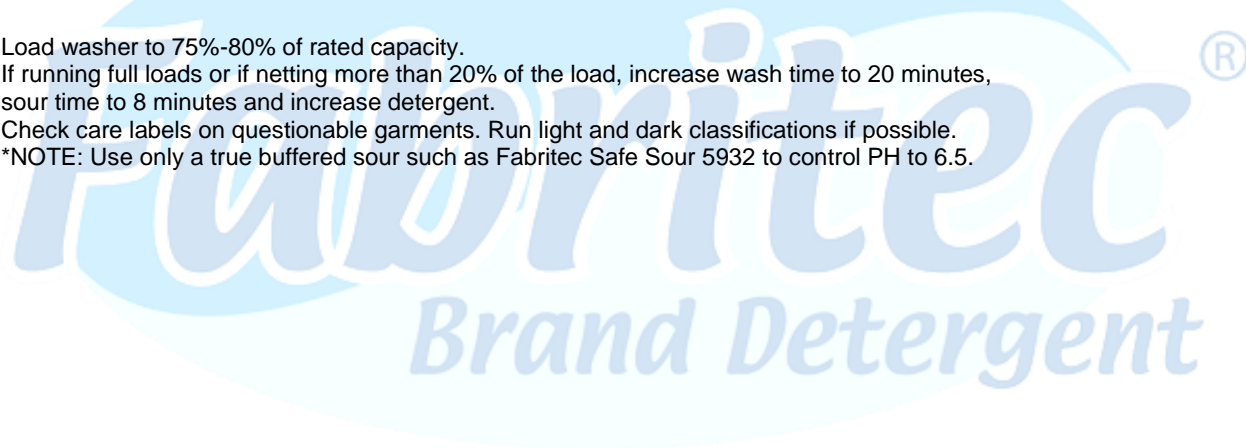 Load washer to 75%-80% of rated capacity.
If running full loads or if netting more than 20% of the load, increase wash time to 20 minutes,
sour time to 8 minutes and increase detergent.
Check care labels on questionable garments. Run light and dark classifications if possible.
*NOTE: Use only a true buffered sour such as Fabritec Safe Sour 5932 to control PH to 6.5.
Fabritec ®
Brand Detergent